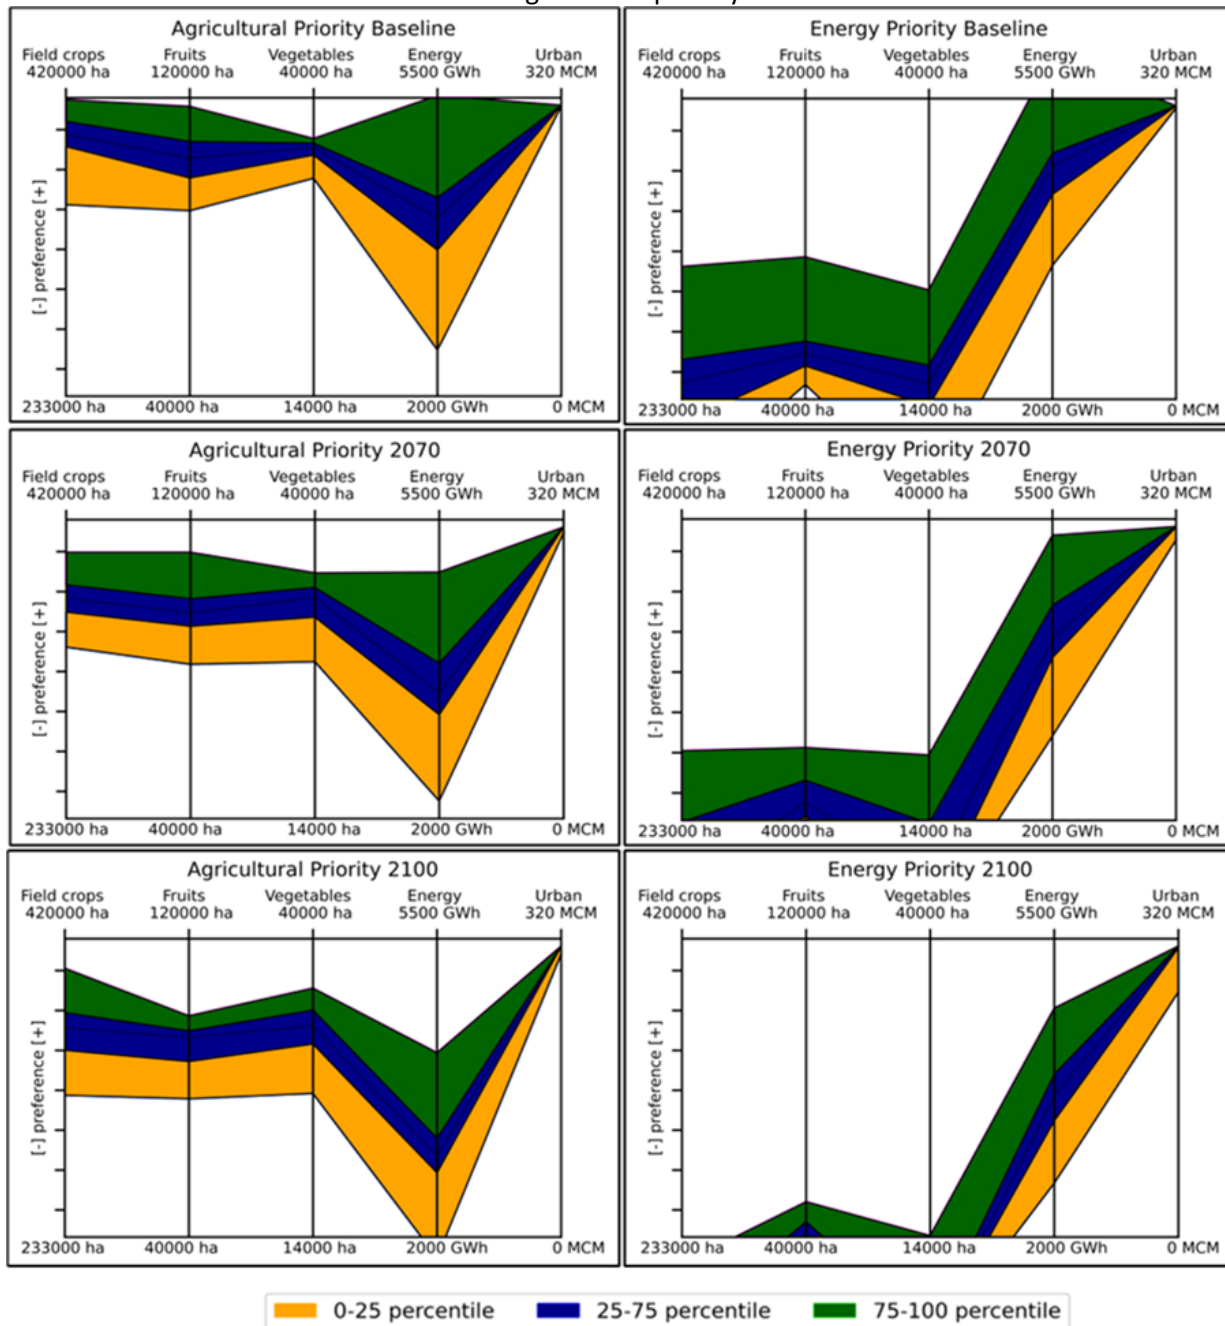 Agricultural Priority Baseline
Field crops Fruits Vegetables Energy Urban
420000 ha 120000 ha 40000 ha 5500 GWh 320 MCM
[-] preference [+]
233000 ha 40000 ha 14000 ha 2000 GWh 0 MCM
Energy Priority Baseline
Field crops Fruits Vegetables Energy Urban
420000 ha 120000 ha 40000 ha 5500 GWh 320 MCM
[-] preference [+]
233000 ha 40000 ha 14000 ha 2000 GWh 0 MCM
Agricultural Priority 2070
Field crops Fruits Vegetables Energy Urban
420000 ha 120000 ha 40000 ha 5500 GWh 320 MCM
[-] preference [+]
233000 ha 40000 ha 14000 ha 2000 GWh 0 MCM
Energy Priority 2070
Field crops Fruits Vegetables Energy Urban
420000 ha 120000 ha 40000 ha 5500 GWh 320 MCM
[-] preference [+]
233000 ha 40000 ha 14000 ha 2000 GWh 0 MCM
Agricultural Priority 2100
Field crops Fruits Vegetables Energy Urban
420000 ha 120000 ha 40000 ha 5500 GWh 320 MCM
[-] preference [+]
233000 ha 40000 ha 14000 ha 2000 GWh 0 MCM
Energy Priority 2100
Field crops Fruits Vegetables Energy Urban
420000 ha 120000 ha 40000 ha 5500 GWh 320 MCM
[-] preference [+]
233000 ha 40000 ha 14000 ha 2000 GWh 0 MCM
0-25 percentile 25-75 percentile 75-100 percentile